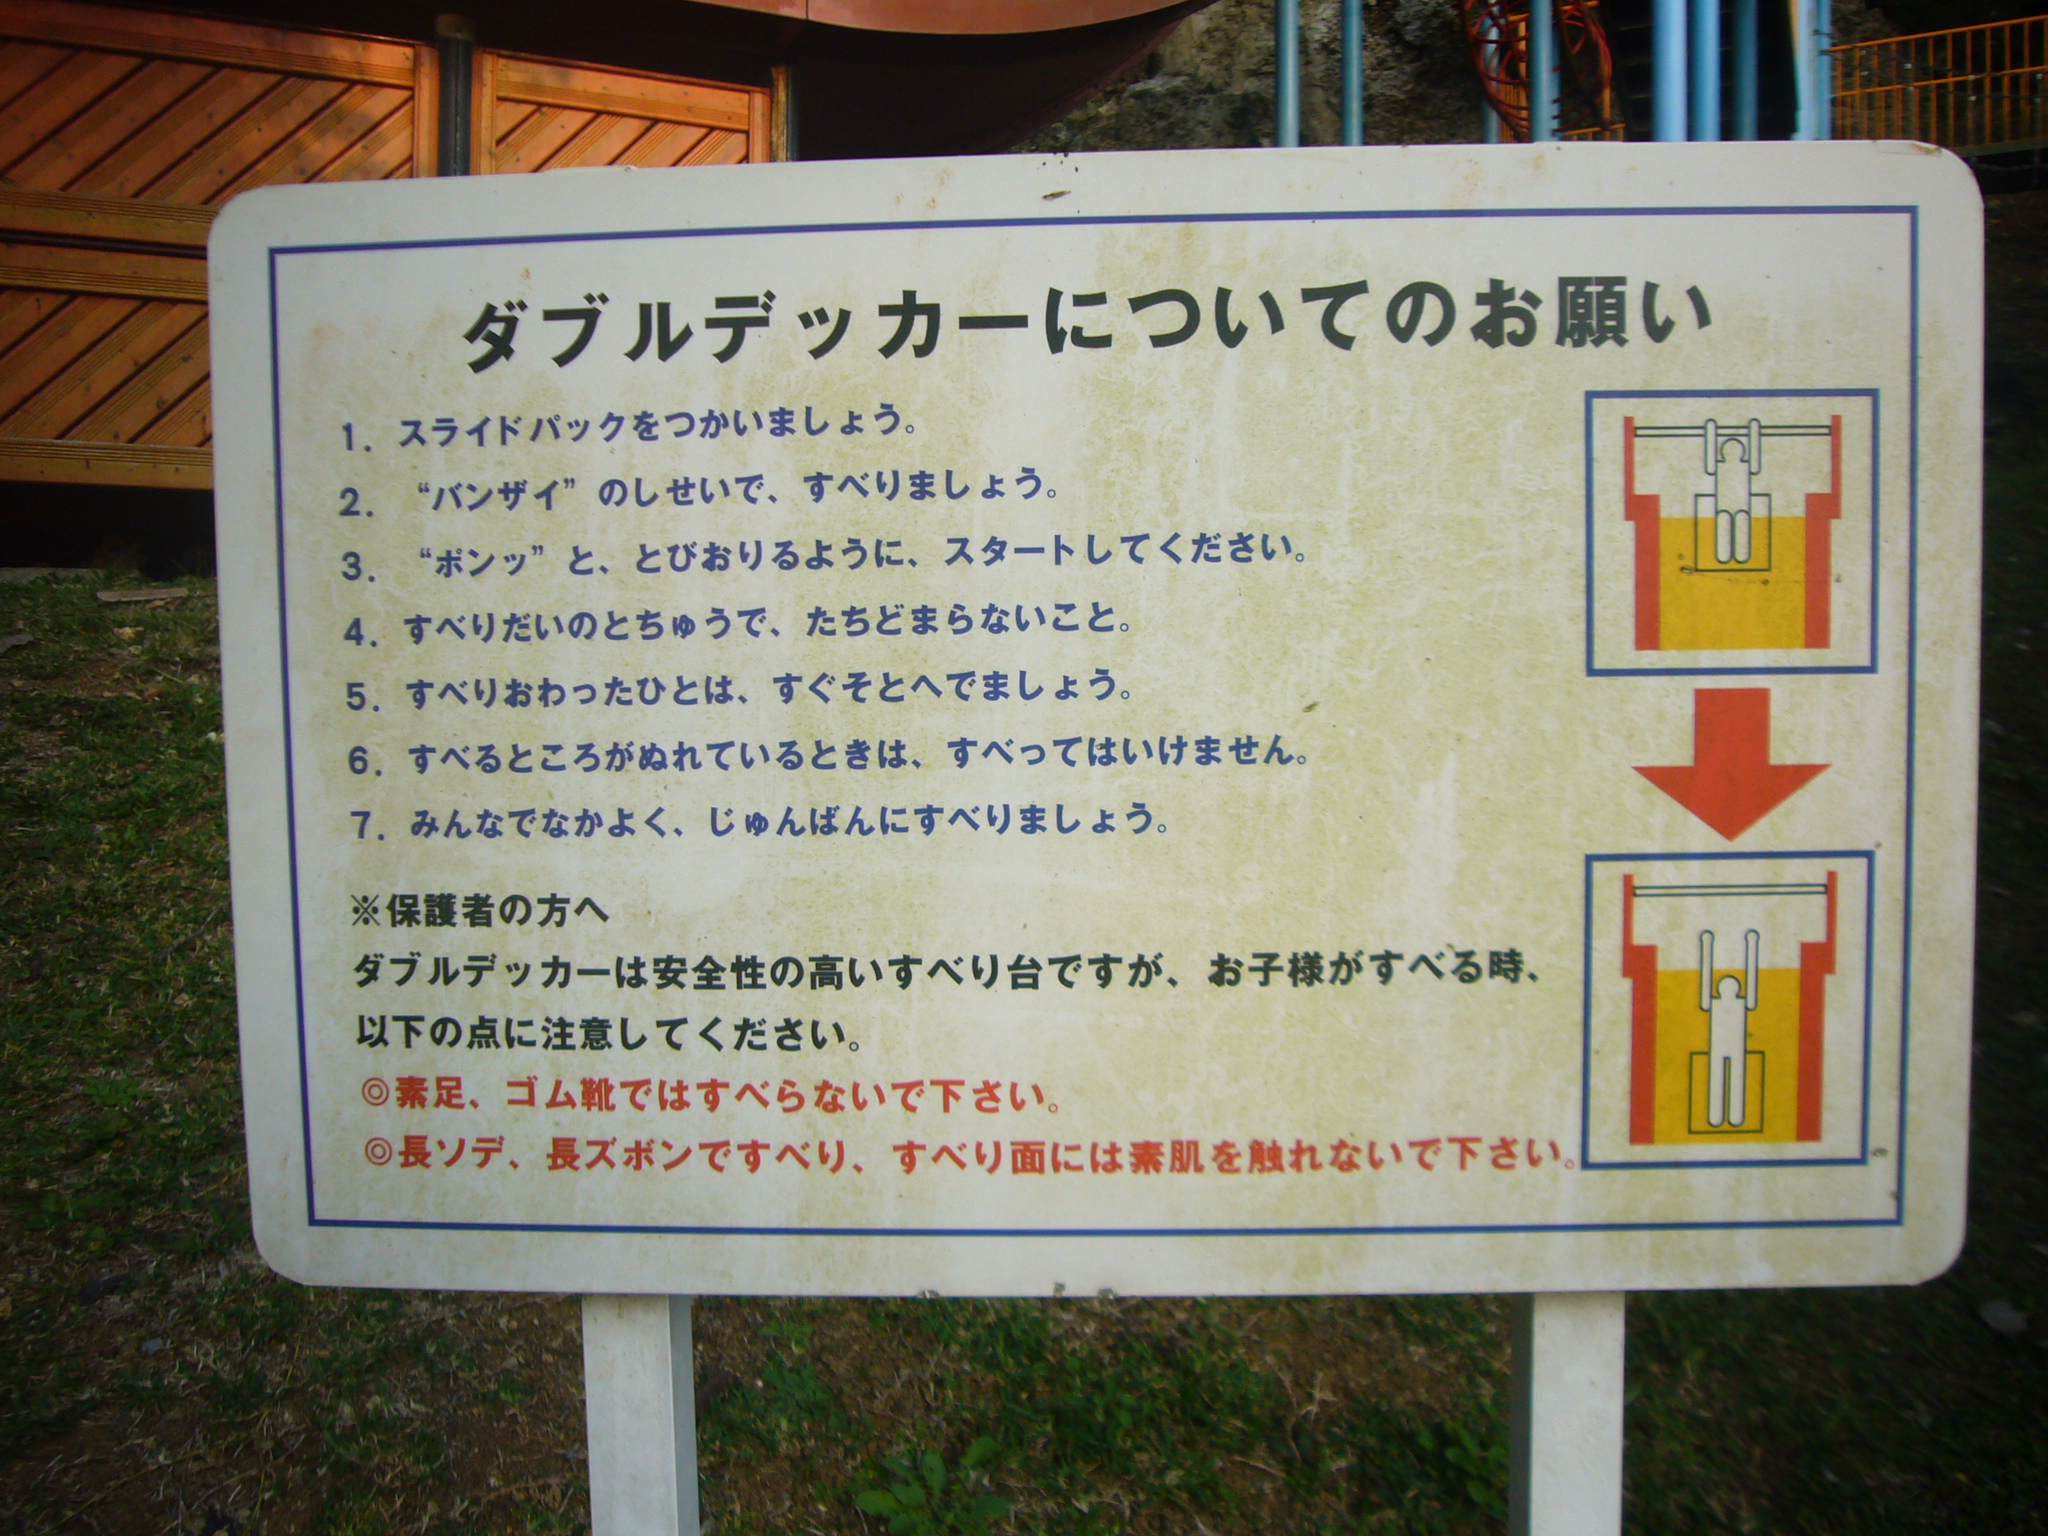 ダブルデッカーについてのお願い
1. スライドパックをつかいましょう。
2. “バンザイ”のしせいで、すべりましょう。
3. “ポンッ”と、とびおりるように、スタートしてください。
4. すべりだいのとちゅうで、たちどまらないこと。
5. すべりおわったひとは、すぐそとへでましょう。
6. すべるところがぬれているときは、すべってはいけません。
7. みんなでなかよく、じゅんばんにすべりましょう。
※保護者の方へ
ダブルデッカーは安全性の高いすべり台ですが、お子様がすべる時、
以下の点に注意してください。
◎素足、ゴム靴ではすべらないで下さい。
◎長ソデ、長ズボンですべり、すべり面には素肌を触れないで下さい。